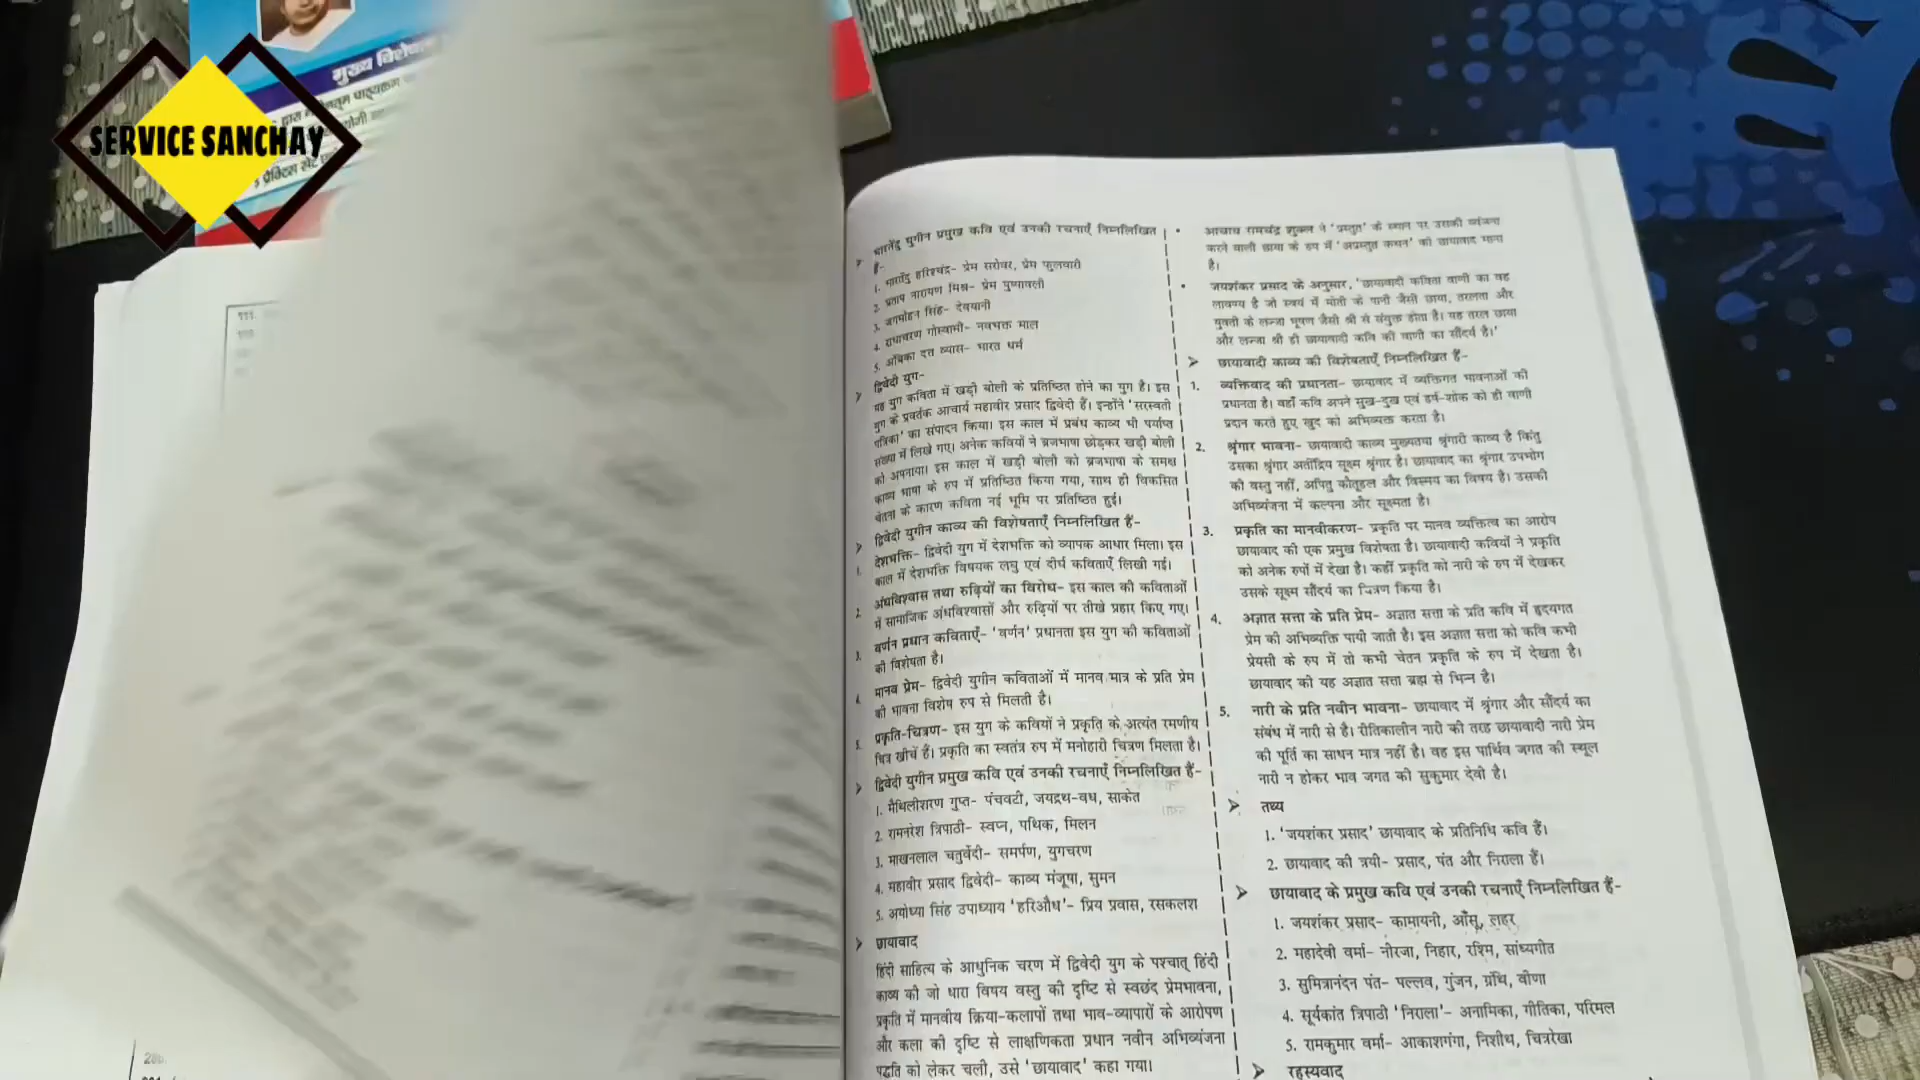 SERVICE SANCHAY
मुख्य विशेषता
भारतेंदु युगीन प्रमुख कवि एवं उनकी रचनाएँ निम्नलिखित
हैं-
1. भारतेंदु हरिश्चंद्र- प्रेम सरोवर, प्रेम फुलवारी
2. प्रताप नारायण मिश्र- प्रेम पुष्पावली
3. जगमोहन सिंह- देवयानी
4. राधाचरण गोस्वामी- नवभक्त माल
5. अंबिका दत्त व्यास- भारत धर्म
द्विवेदी युग-
यह युग कविता में खड़ी बोली के प्रतिष्ठित होने का युग है। इस
युग के प्रवर्तक आचार्य महावीर प्रसाद द्विवेदी हैं। इन्होंने 'सरस्वती
पत्रिका' का संपादन किया। इस काल में प्रबंध काव्य भी पर्याप्त
संख्या में लिखे गए। अनेक कवियों ने ब्रजभाषा छोड़कर खड़ी बोली
को अपनाया। इस काल में खड़ी बोली को ब्रजभाषा के समक्ष
काव्य भाषा के रुप में प्रतिष्ठित किया गया, साथ ही विकसित
चेतना के कारण कविता नई भूमि पर प्रतिष्ठित हुई।
द्विवेदी युगीन काव्य की विशेषताएँ निम्नलिखित हैं-
1. देशभक्ति- द्विवेदी युग में देशभक्ति को व्यापक आधार मिला। इस
काल में देशभक्ति विषयक लघु एवं दीर्घ कविताएँ लिखी गई।
2. अंधविश्वास तथा रुढ़ियों का विरोध- इस काल की कविताओं
में सामाजिक अंधविश्वासों और रुढ़ियों पर तीखे प्रहार किए गए।
3. वर्णन प्रधान कविताएँ- 'वर्णन' प्रधानता इस युग की कविताओं
की विशेषता है।
4. मानव प्रेम- द्विवेदी युगीन कविताओं में मानव मात्र के प्रति प्रेम
की भावना विशेष रुप से मिलती है।
5. प्रकृति-चित्रण- इस युग के कवियों ने प्रकृति के अत्यंत रमणीय
चित्र खींचें हैं। प्रकृति का स्वतंत्र रुप में मनोहारी चित्रण मिलता है।
द्विवेदी युगीन प्रमुख कवि एवं उनकी रचनाएँ निम्नलिखित हैं-
1. मैथिलीशरण गुप्त- पंचवटी, जयद्रथ-वध, साकेत
2. रामनरेश त्रिपाठी- स्वप्न, पथिक, मिलन
3. माखनलाल चतुर्वेदी- समर्पण, युगचरण
4. महावीर प्रसाद द्विवेदी- काव्य मंजूषा, सुमन
5. अयोध्या सिंह उपाध्याय 'हरिऔध'- प्रिय प्रवास, रसकलश
छायावाद
हिंदी साहित्य के आधुनिक चरण में द्विवेदी युग के पश्चात् हिंदी
काव्य की जो धारा विषय वस्तु की दृष्टि से स्वछंद प्रेमभावना,
प्रकृति में मानवीय क्रिया-कलापों तथा भाव-व्यापारों के आरोपण
और कला की दृष्टि से लाक्षणिकता प्रधान नवीन अभिव्यंजना
पद्धति को लेकर चली, उसे 'छायावाद' कहा गया।
आचार्य रामचंद्र शुक्ल ने 'प्रस्तुत' के स्थान पर उसकी व्यंजना
करने वाली छाया के रुप में 'अप्रस्तुत कथन' को छायावाद माना
है।
जयशंकर प्रसाद के अनुसार, 'छायावादी कविता वाणी का वह
लावण्य है जो स्वयं में मोती के पानी जैसी छाया, तरलता और
युवती के लज्जा भूषण जैसी श्री से संयुक्त होता है। यह तरल छाया
और लज्जा श्री ही छायावादी कवि की वाणी का सौंदर्य है।'
छायावादी काव्य की विशेषताएँ निम्नलिखित हैं-
1. व्यक्तिवाद की प्रधानता- छायावाद में व्यक्तिगत भावनाओं की
प्रधानता है। वहाँ कवि अपने सुख-दुख एवं हर्ष-शोक को ही वाणी
प्रदान करते हुए खुद को अभिव्यक्त करता है।
2. श्रृंगार भावना- छायावादी काव्य मुख्यतया श्रृंगारी काव्य है किंतु
उसका श्रृंगार अतींद्रिय सूक्ष्म श्रृंगार है। छायावाद का श्रृंगार उपभोग
की वस्तु नहीं, अपितु कौतूहल और विस्मय का विषय है। उसकी
अभिव्यंजना में कल्पना और सूक्ष्मता है।
3. प्रकृति का मानवीकरण- प्रकृति पर मानव व्यक्तित्व का आरोप
छायावाद की एक प्रमुख विशेषता है। छायावादी कवियों ने प्रकृति
को अनेक रुपों में देखा है। कहीं प्रकृति को नारी के रुप में देखकर
उसके सूक्ष्म सौंदर्य का चित्रण किया है।
4. अज्ञात सत्ता के प्रति प्रेम- अज्ञात सत्ता के प्रति कवि में हृदयगत
प्रेम की अभिव्यक्ति पायी जाती है। इस अज्ञात सत्ता को कवि कभी
प्रेयसी के रुप में तो कभी चेतन प्रकृति के रुप में देखता है।
छायावाद की यह अज्ञात सत्ता ब्रह्म से भिन्न है।
5. नारी के प्रति नवीन भावना- छायावाद में श्रृंगार और सौंदर्य का
संबंध में नारी से है। रीतिकालीन नारी की तरह छायावादी नारी प्रेम
की पूर्ति का साधन मात्र नहीं है। वह इस पार्थिव जगत की स्थूल
नारी न होकर भाव जगत की सुकुमार देवी है।
तथ्य
1. 'जयशंकर प्रसाद' छायावाद के प्रतिनिधि कवि हैं।
2. छायावाद की त्रयी- प्रसाद, पंत और निराला हैं।
छायावाद के प्रमुख कवि एवं उनकी रचनाएँ निम्नलिखित हैं-
1. जयशंकर प्रसाद- कामायनी, आँसू, लहर
2. महादेवी वर्मा- नीरजा, निहार, रश्मि, सांध्यगीत
3. सुमित्रानंदन पंत- पल्लव, गुंजन, ग्रंथि, वीणा
4. सूर्यकांत त्रिपाठी 'निराला'- अनामिका, गीतिका, परिमल
5. रामकुमार वर्मा- आकाशगंगा, निशीथ, चित्ररेखा
रहस्यवाद